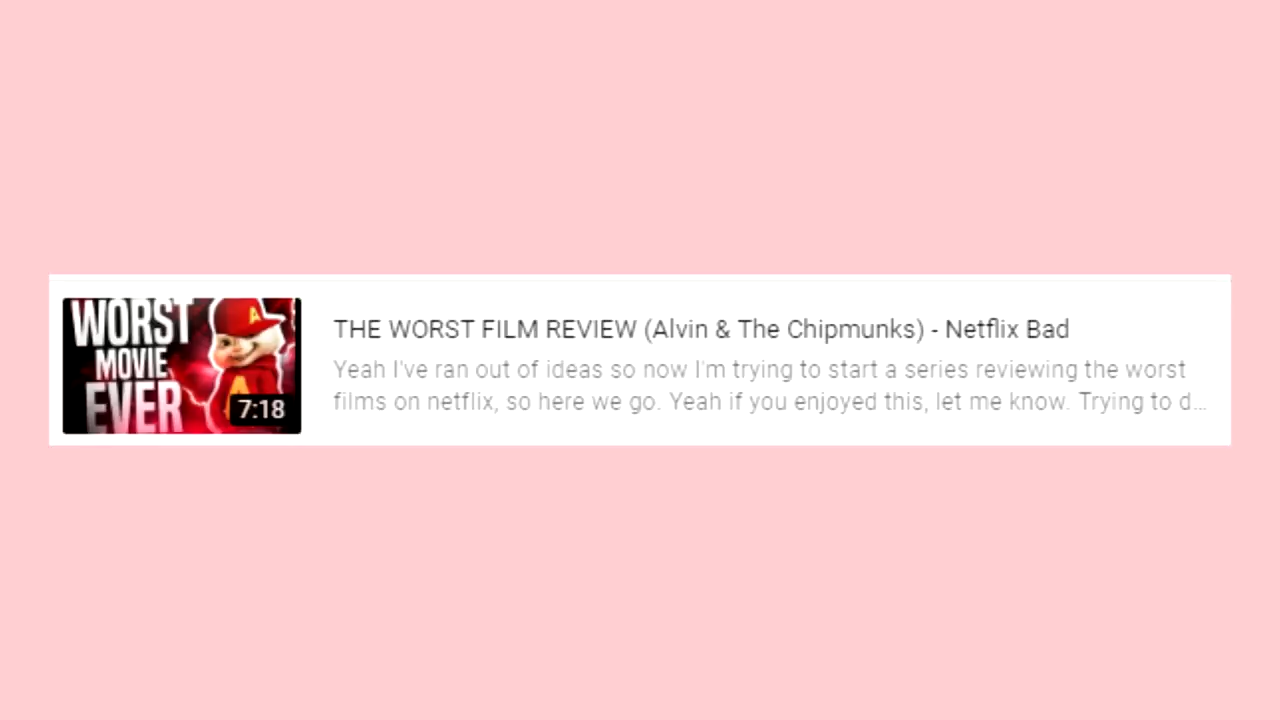 WORST
MOVIE
EVER
A
A
7:18
THE WORST FILM REVIEW (Alvin & The Chipmunks) - Netflix Bad
Yeah I've ran out of ideas so now I'm trying to start a series reviewing the worst
films on netflix, so here we go. Yeah if you enjoyed this, let me know. Trying to d...